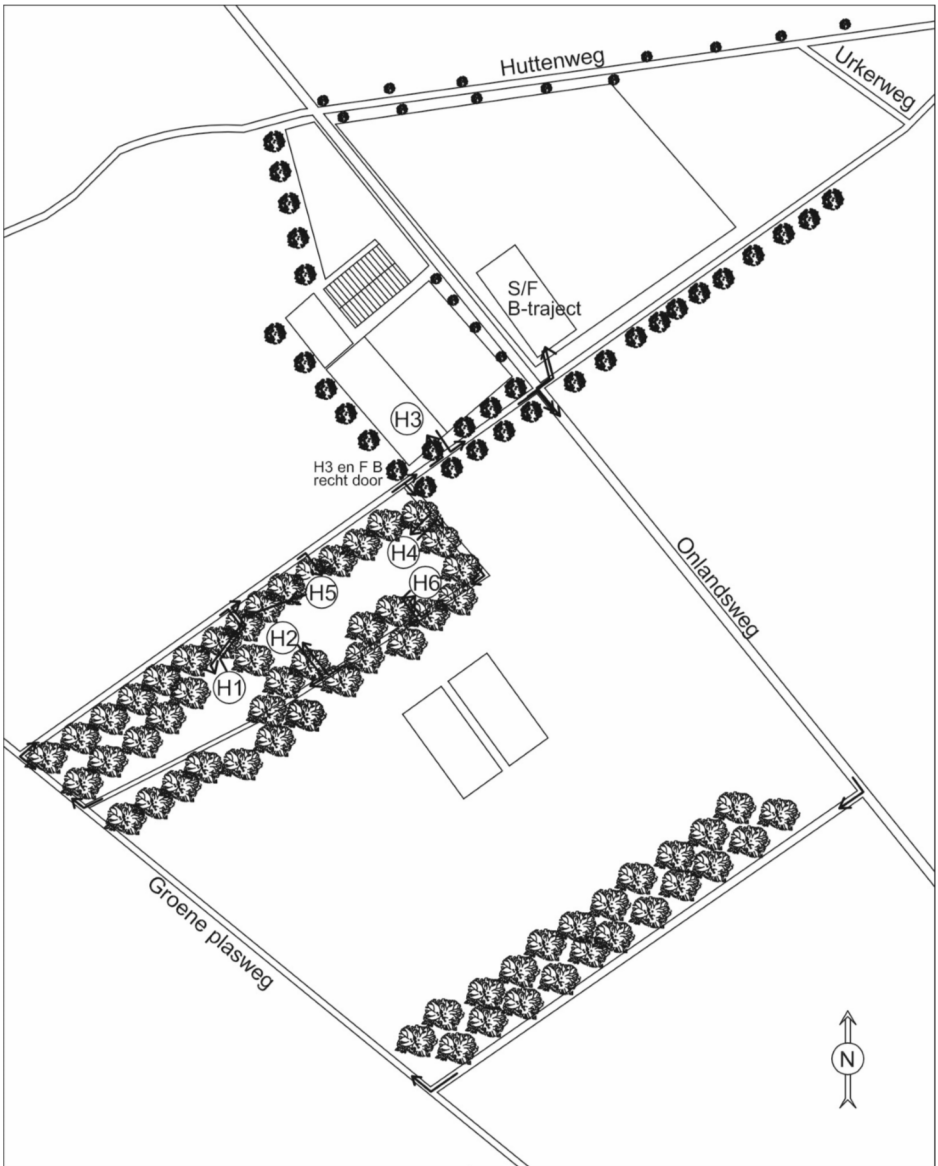 Huttenweg
Urkerweg
S/F
B-traject
H3
H3 en F B
recht door
H4
H5
H6
H2
H1
Onlandsweg
Groene plasweg
N